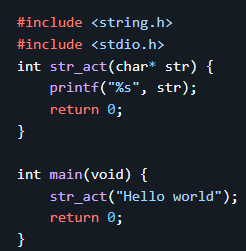 #include <string.h>
#include <stdio.h>
int str_act(char* str) {
    printf("%s", str);
    return 0;
}

int main(void) {
    str_act("Hello world");
    return 0;
}